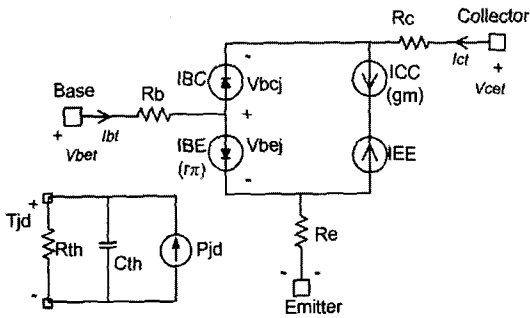 Rc
Collector
Ict
+
Vcet
-
IBC
Vbcj
ICC
(gm)
Base
Rb
+
Ibt
Vbet
+
IBE
(rπ)
Vbej
-
IEE
Re
+
Tjd
Rth
Cth
Pjd
-
- -
Emitter